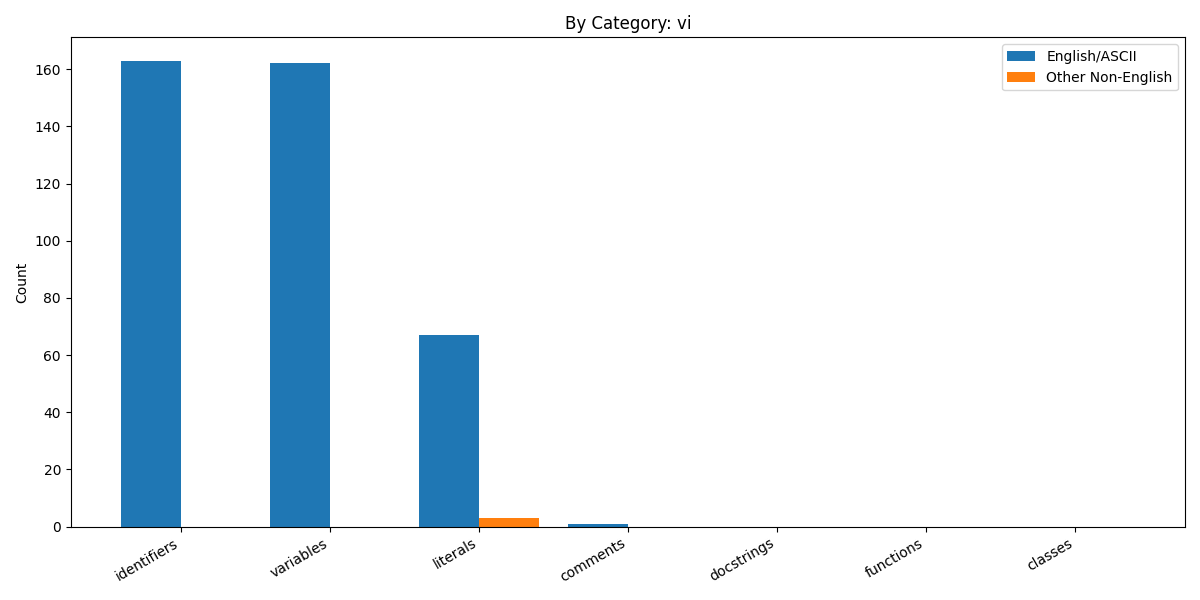 By Category: vi
English/ASCII
Other Non-English
Count
160
140
120
100
80
60
40
20
0
identifiers
variables
literals
comments
docstrings
functions
classes